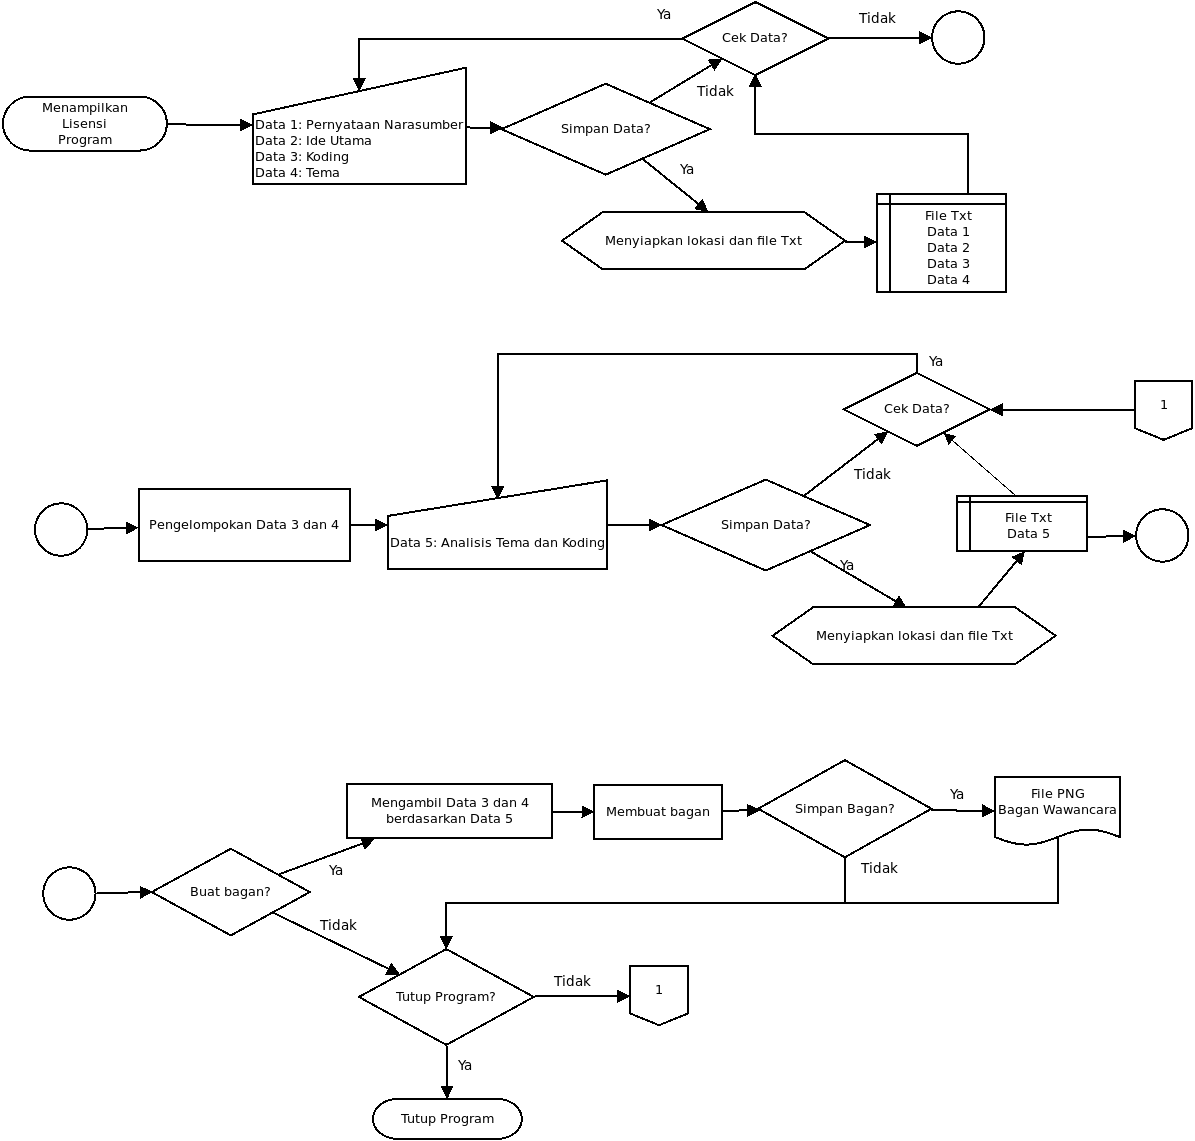 Ya
Cek Data?
Tidak
Menampilkan
Lisensi
Program
Data 1: Pernyataan Narasumber
Data 2: Ide Utama
Data 3: Koding
Data 4: Tema
Simpan Data?
Tidak
Ya
Menyiapkan lokasi dan file Txt
File Txt
Data 1
Data 2
Data 3
Data 4
Ya
Cek Data?
1
Tidak
Pengelompokan Data 3 dan 4
Data 5: Analisis Tema dan Koding
Simpan Data?
File Txt
Data 5
Ya
Menyiapkan lokasi dan file Txt
Mengambil Data 3 dan 4
berdasarkan Data 5
Membuat bagan
Simpan Bagan?
Ya
File PNG
Bagan Wawancara
Ya
Tidak
Buat bagan?
Tidak
Tutup Program?
Tidak
1
Ya
Tutup Program